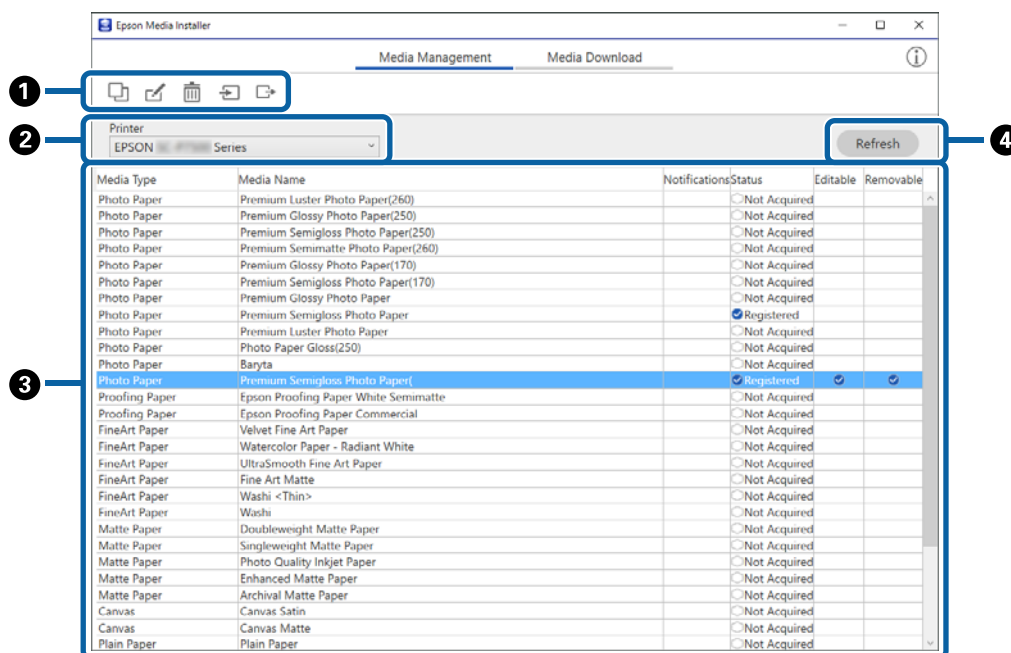 Epson Media Installer
Media Management Media Download
1
2
Printer
EPSON Series
Refresh
4
Media Type Media Name Notifications Status Editable Removable
Photo Paper Premium Luster Photo Paper(260) Not Acquired
Photo Paper Premium Glossy Photo Paper(250) Not Acquired
Photo Paper Premium Semigloss Photo Paper(250) Not Acquired
Photo Paper Premium Semimatte Photo Paper(260) Not Acquired
Photo Paper Premium Glossy Photo Paper(170) Not Acquired
Photo Paper Premium Semigloss Photo Paper(170) Not Acquired
Photo Paper Premium Glossy Photo Paper Not Acquired
Photo Paper Premium Semigloss Photo Paper Registered
Photo Paper Premium Luster Photo Paper Not Acquired
Photo Paper Photo Paper Gloss(250) Not Acquired
Photo Paper Baryta Not Acquired
3
Photo Paper Premium Semigloss Photo Paper( Registered
Proofing Paper Epson Proofing Paper White Semimatte Not Acquired
Proofing Paper Epson Proofing Paper Commercial Not Acquired
FineArt Paper Velvet Fine Art Paper Not Acquired
FineArt Paper Watercolor Paper - Radiant White Not Acquired
FineArt Paper UltraSmooth Fine Art Paper Not Acquired
FineArt Paper Fine Art Matte Not Acquired
FineArt Paper Washi <Thin> Not Acquired
FineArt Paper Washi Not Acquired
Matte Paper Doubleweight Matte Paper Not Acquired
Matte Paper Singleweight Matte Paper Not Acquired
Matte Paper Photo Quality Inkjet Paper Not Acquired
Matte Paper Enhanced Matte Paper Not Acquired
Matte Paper Archival Matte Paper Not Acquired
Canvas Canvas Satin Not Acquired
Canvas Canvas Matte Not Acquired
Plain Paper Plain Paper Not Acquired